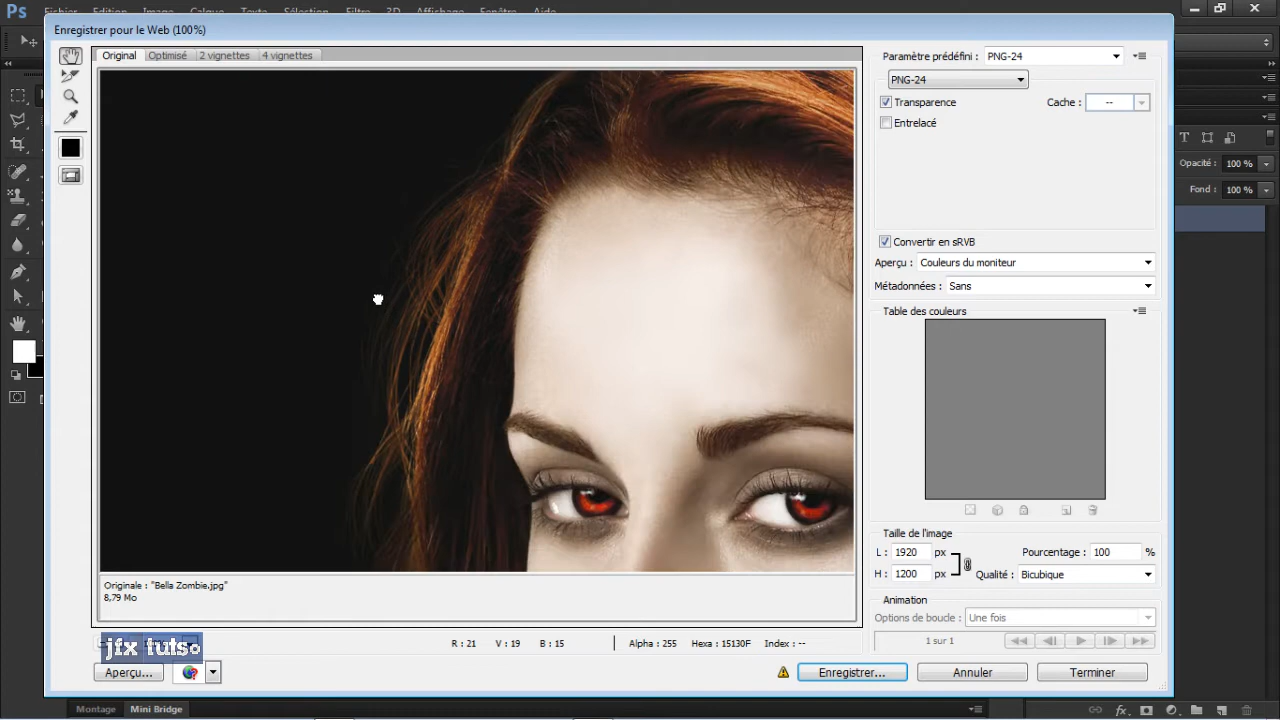 Ps
Fichier Edition Image Calque Texte Sélection Filtre 3D Affichage Fenêtre Aide
Enregistrer pour le Web (100%)
Original Optimisé 2 vignettes 4 vignettes
Paramètre prédéfini : PNG-24
PNG-24
Transparence Cache : --
Entrelacé
Opacité : 100 %
Fond : 100 %
Convertir en sRVB
Aperçu : Couleurs du moniteur
Métadonnées : Sans
Table des couleurs
Taille de l'image
L : 1920 px Pourcentage : 100 %
H : 1200 px Qualité : Bicubique
Originale : "Bella Zombie.jpg"
8,79 Mo
Animation
Options de boucle : Une fois
1 sur 1
jfx tutso
R : 21 V : 19 B : 15 Alpha : 255 Hexa : 15130F Index : --
Aperçu... Enregistrer... Annuler Terminer
Montage Mini Bridge
fx